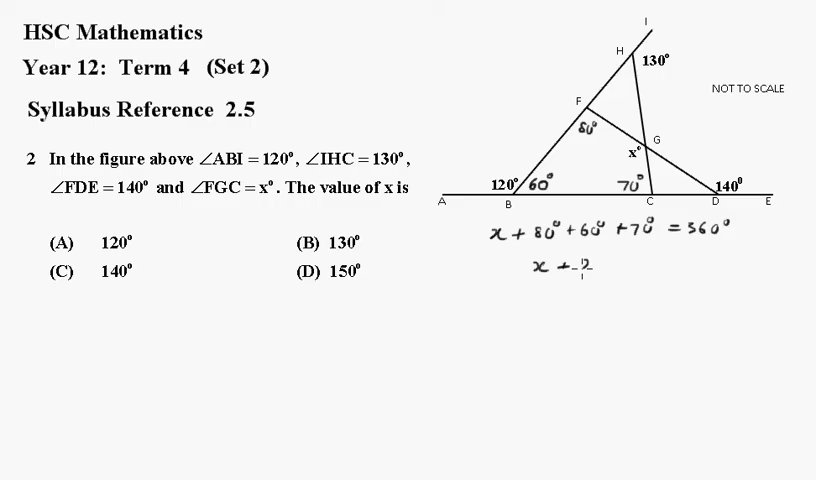 HSC Mathematics
Year 12: Term 4 (Set 2)
Syllabus Reference 2.5
2 In the figure above ∠ABI = 120°, ∠IHC = 130°,
∠FDE = 140° and ∠FGC = x°. The value of x is
(A) 120° (B) 130°
(C) 140° (D) 150°
I
H
130°
NOT TO SCALE
F
80°
G
x°
120° 60° 70° 140°
A B C D E
x + 80° + 60° + 70° = 360°
x + 2